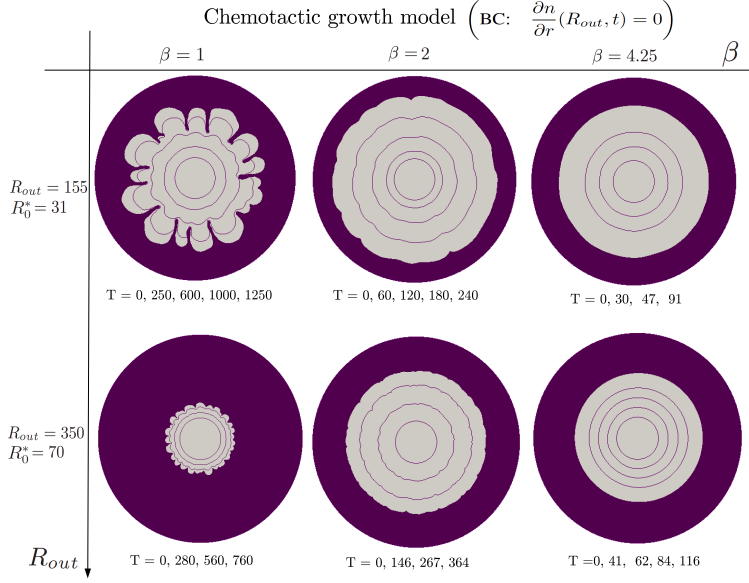 Chemotactic growth model (BC: ∂n/∂r (R_out, t) = 0)
β = 1
β = 2
β = 4.25
β
R_out = 155
R_0^* = 31
T = 0, 250, 600, 1000, 1250
T = 0, 60, 120, 180, 240
T = 0, 30, 47, 91
R_out = 350
R_0^* = 70
R_out
T = 0, 280, 560, 760
T = 0, 146, 267, 364
T =0, 41, 62, 84, 116